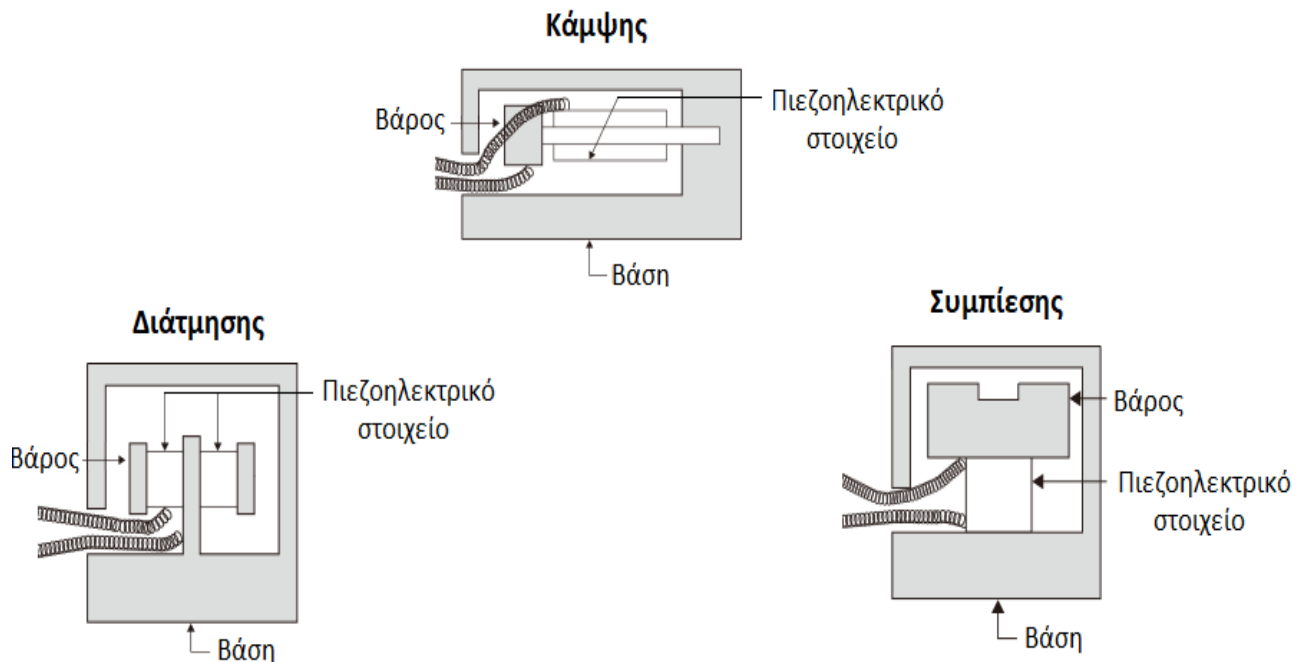 Κάμψης
Βάρος
Πιεζοηλεκτρικό
στοιχείο
Βάση
Διάτμησης
Πιεζοηλεκτρικό
στοιχείο
Βάρος
Βάση
Συμπίεσης
Βάρος
Πιεζοηλεκτρικό
στοιχείο
Βάση